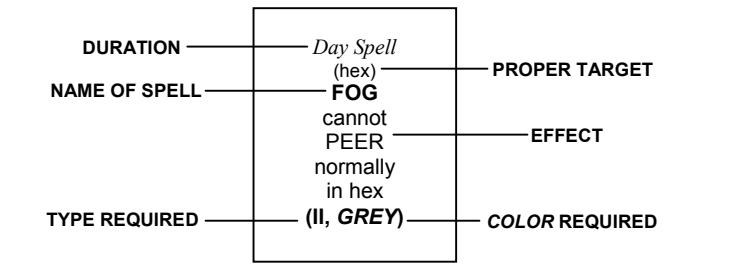 DURATION
Day Spell
(hex)
PROPER TARGET
NAME OF SPELL
FOG
cannot
PEER
EFFECT
normally
in hex
TYPE REQUIRED
(II, GREY)
COLOR REQUIRED